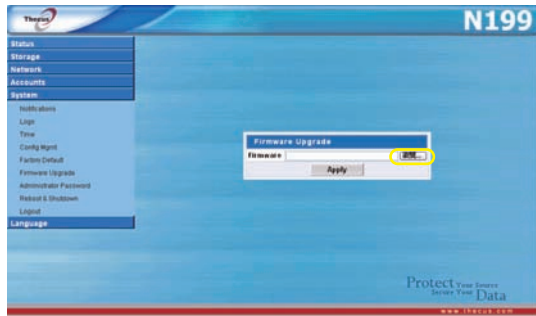 Thecus
N199
Status
Storage
Network
Accounts
System
Notifications
Logs
Time
Config Mgmt
Factory Default
Firmware Upgrade
Administrator Password
Reboot & Shutdown
Logout
Language
Firmware Upgrade
Firmware
Apply
Protect Your Source
Secure Your Data
www.thecus.com